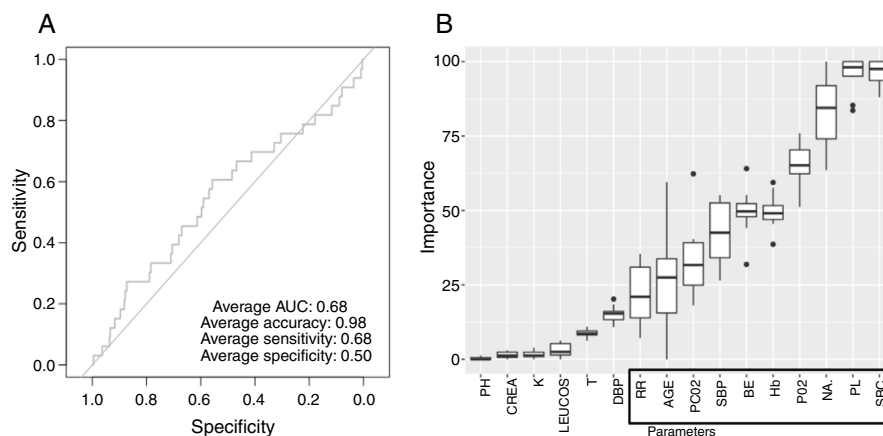 A
1.0
0.8
0.6
0.4
0.2
0.0
Sensitivity
Average AUC: 0.68
Average accuracy: 0.98
Average sensitivity: 0.68
Average specificity: 0.50
1.0 0.8 0.6 0.4 0.2 0.0
Specificity
B
100
75
50
25
0
Importance
PH CREA K LEUCOS T DBP RR AGE PC02 SBP BE Hb P02 NA. PL SBC
Parameters